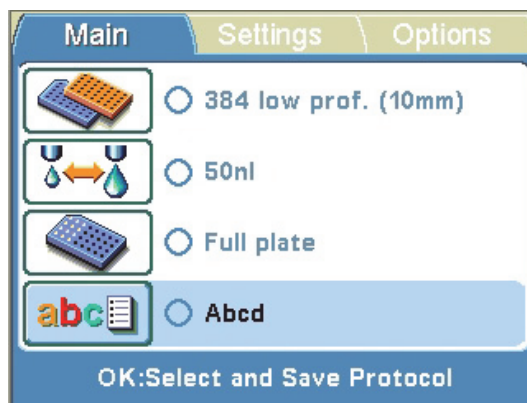 Main Settings Options
384 low prof. (10mm)
50nl
Full plate
abc Abcd
OK:Select and Save Protocol